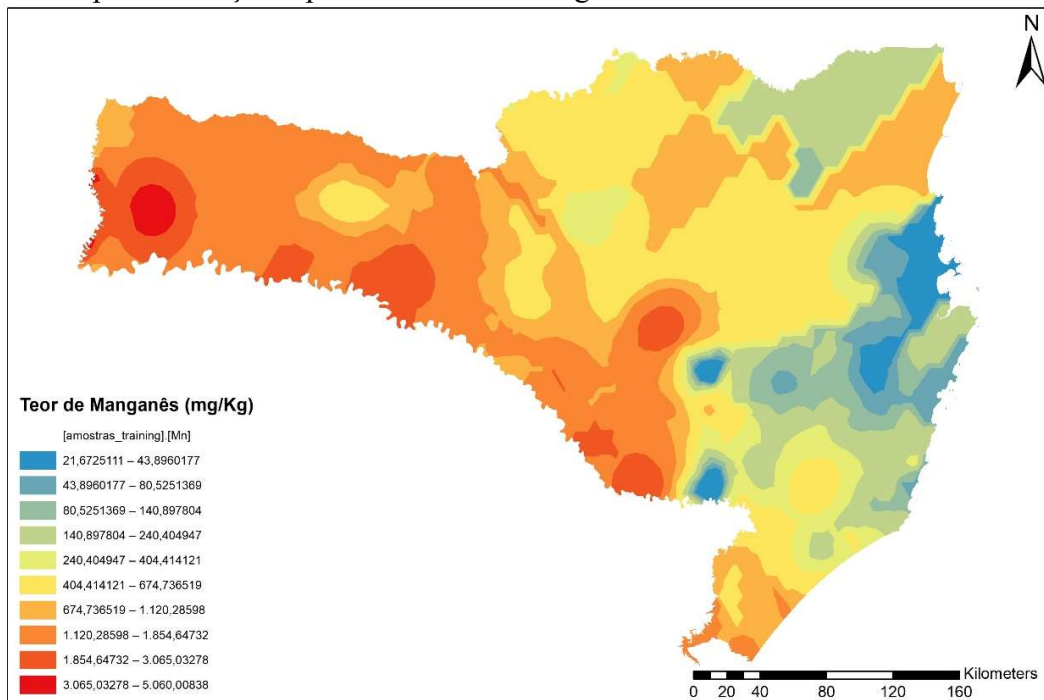 N
Teor de Manganês (mg/Kg)
[amostras_training].[Mn]
21,6725111 – 43,8960177
43,8960177 – 80,5251369
80,5251369 – 140,897804
140,897804 – 240,404947
240,404947 – 404,414121
404,414121 – 674,736519
674,736519 – 1.120,28598
1.120,28598 – 1.854,64732
1.854,64732 – 3.065,03278
3.065,03278 – 5.060,00838
Kilometers
0 20 40 80 120 160